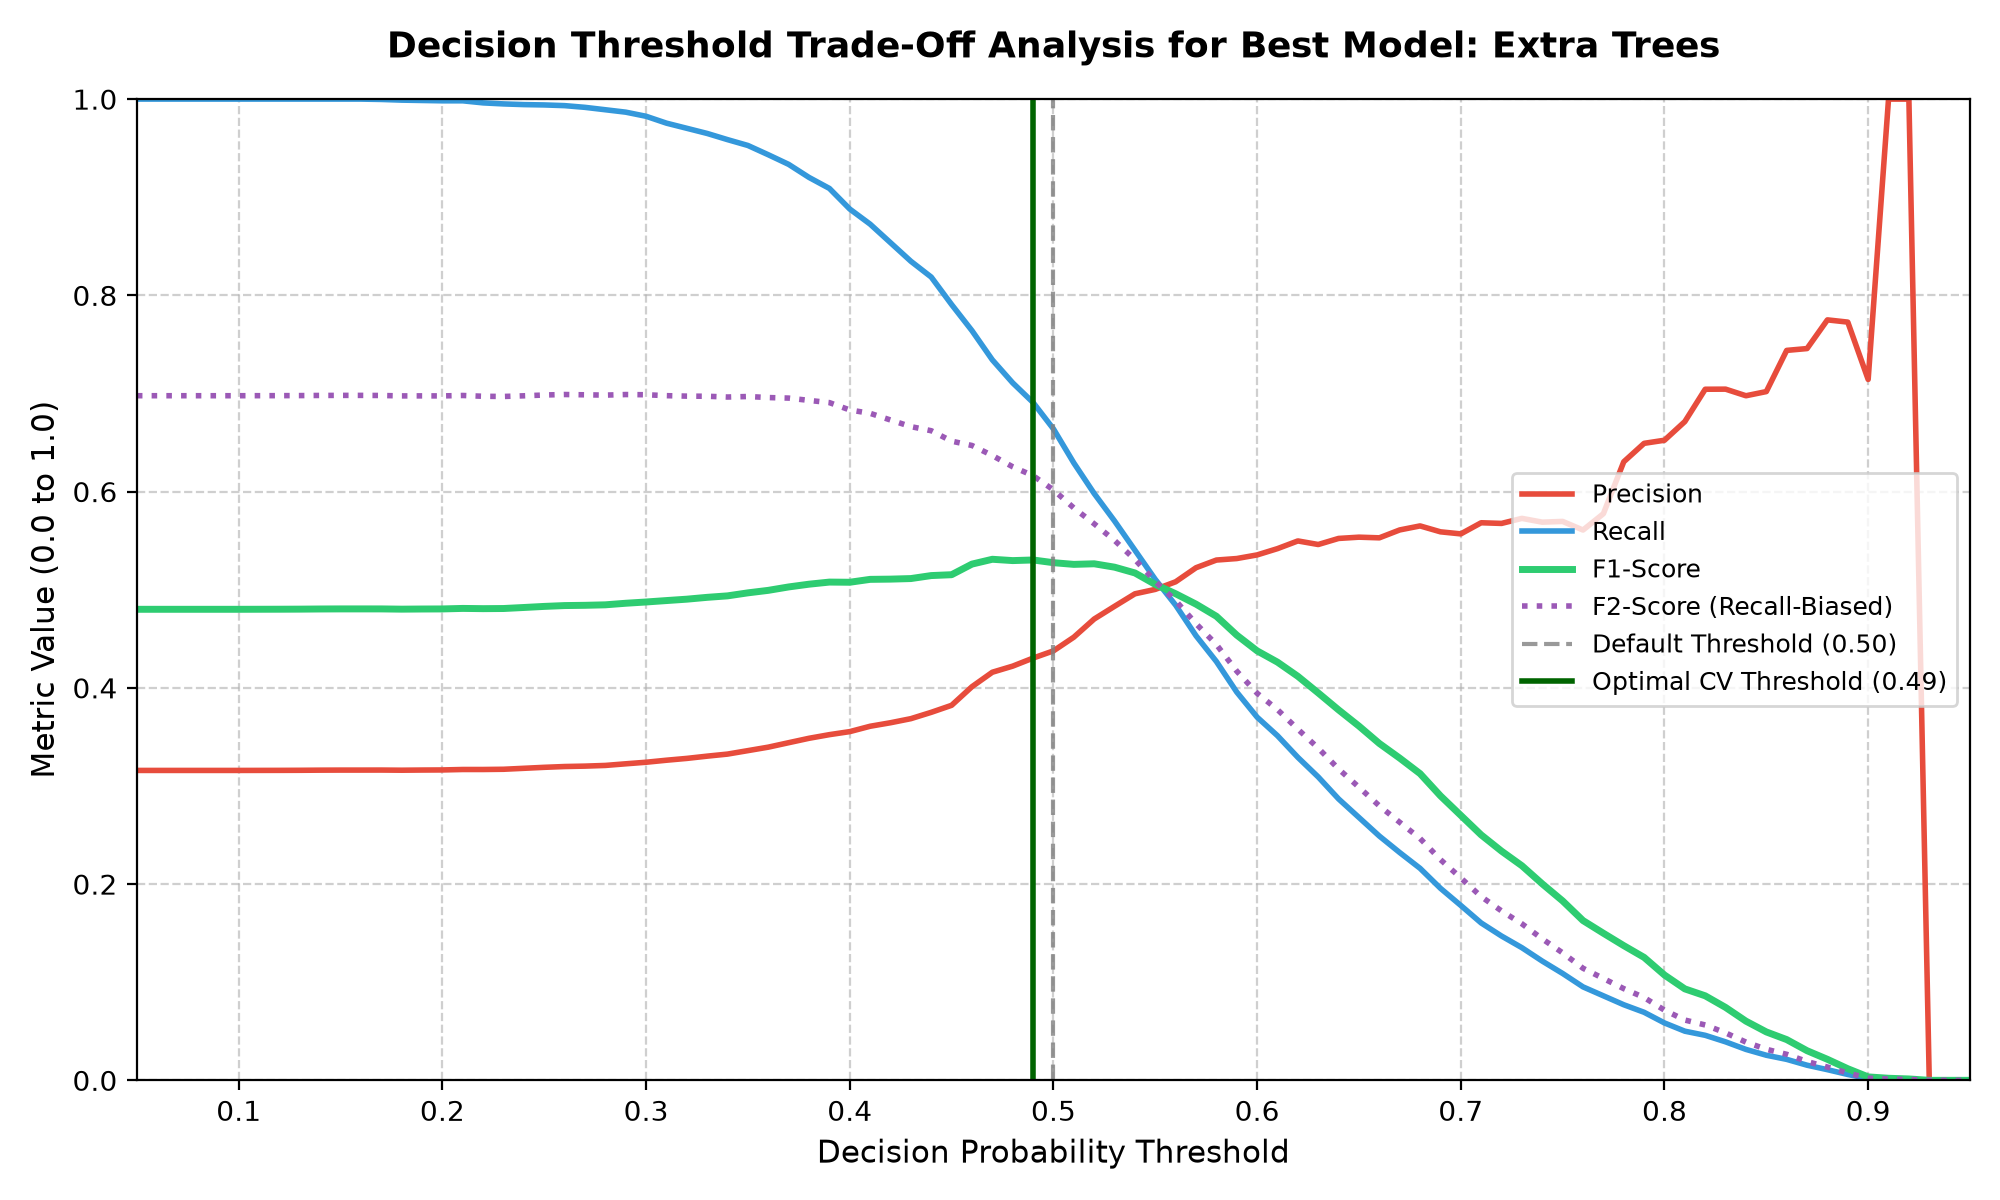 Decision Threshold Trade-Off Analysis for Best Model: Extra Trees
Metric Value (0.0 to 1.0)
1.0
0.8
0.6
0.4
0.2
0.0
Precision
Recall
F1-Score
F2-Score (Recall-Biased)
Default Threshold (0.50)
Optimal CV Threshold (0.49)
0.1 0.2 0.3 0.4 0.5 0.6 0.7 0.8 0.9
Decision Probability Threshold